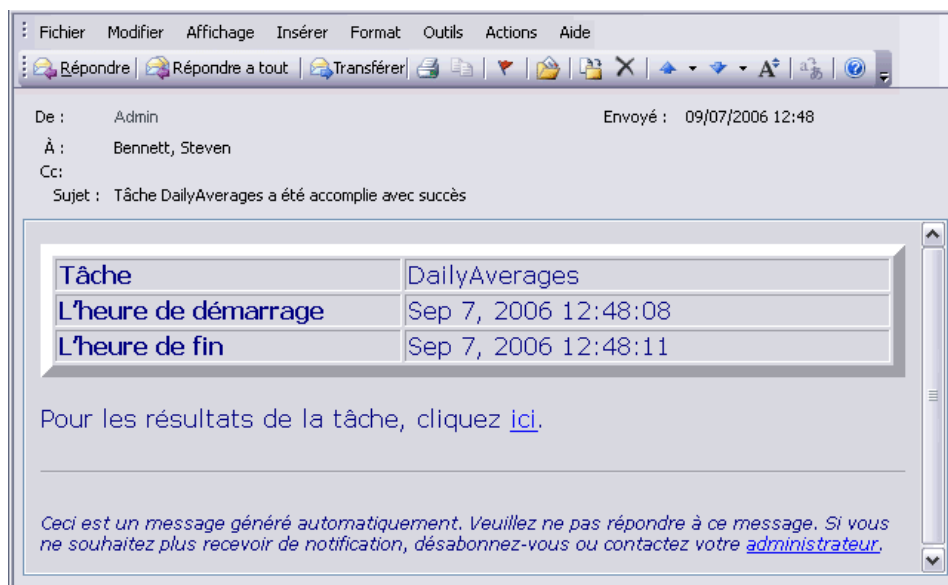 Fichier Modifier Affichage Insérer Format Outils Actions Aide
Répondre Répondre a tout Transférer
De : Admin Envoyé : 09/07/2006 12:48
À : Bennett, Steven
Cc:
Sujet : Tâche DailyAverages a été accomplie avec succès
Tâche DailyAverages
L'heure de démarrage Sep 7, 2006 12:48:08
L'heure de fin Sep 7, 2006 12:48:11
Pour les résultats de la tâche, cliquez ici.
Ceci est un message généré automatiquement. Veuillez ne pas répondre à ce message. Si vous
ne souhaitez plus recevoir de notification, désabonnez-vous ou contactez votre administrateur.